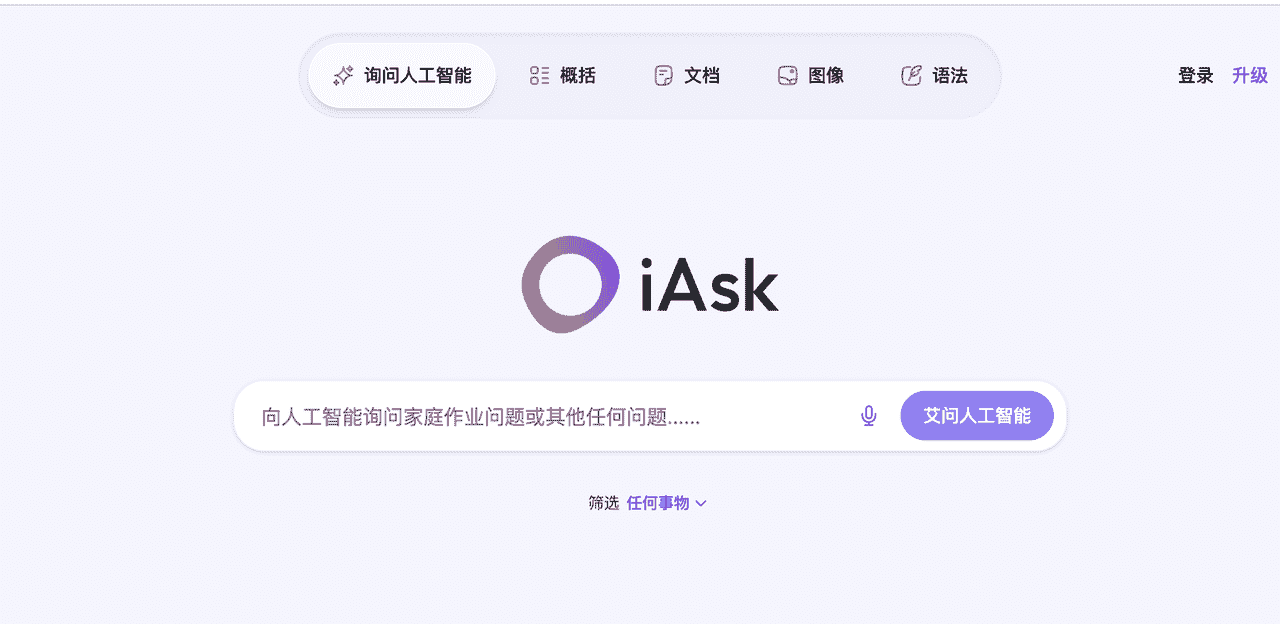 询问人工智能 概括 文档 图像 语法 登录 升级
iAsk
向人工智能询问家庭作业问题或其他任何问题...... 艾问人工智能
筛选 任何事物